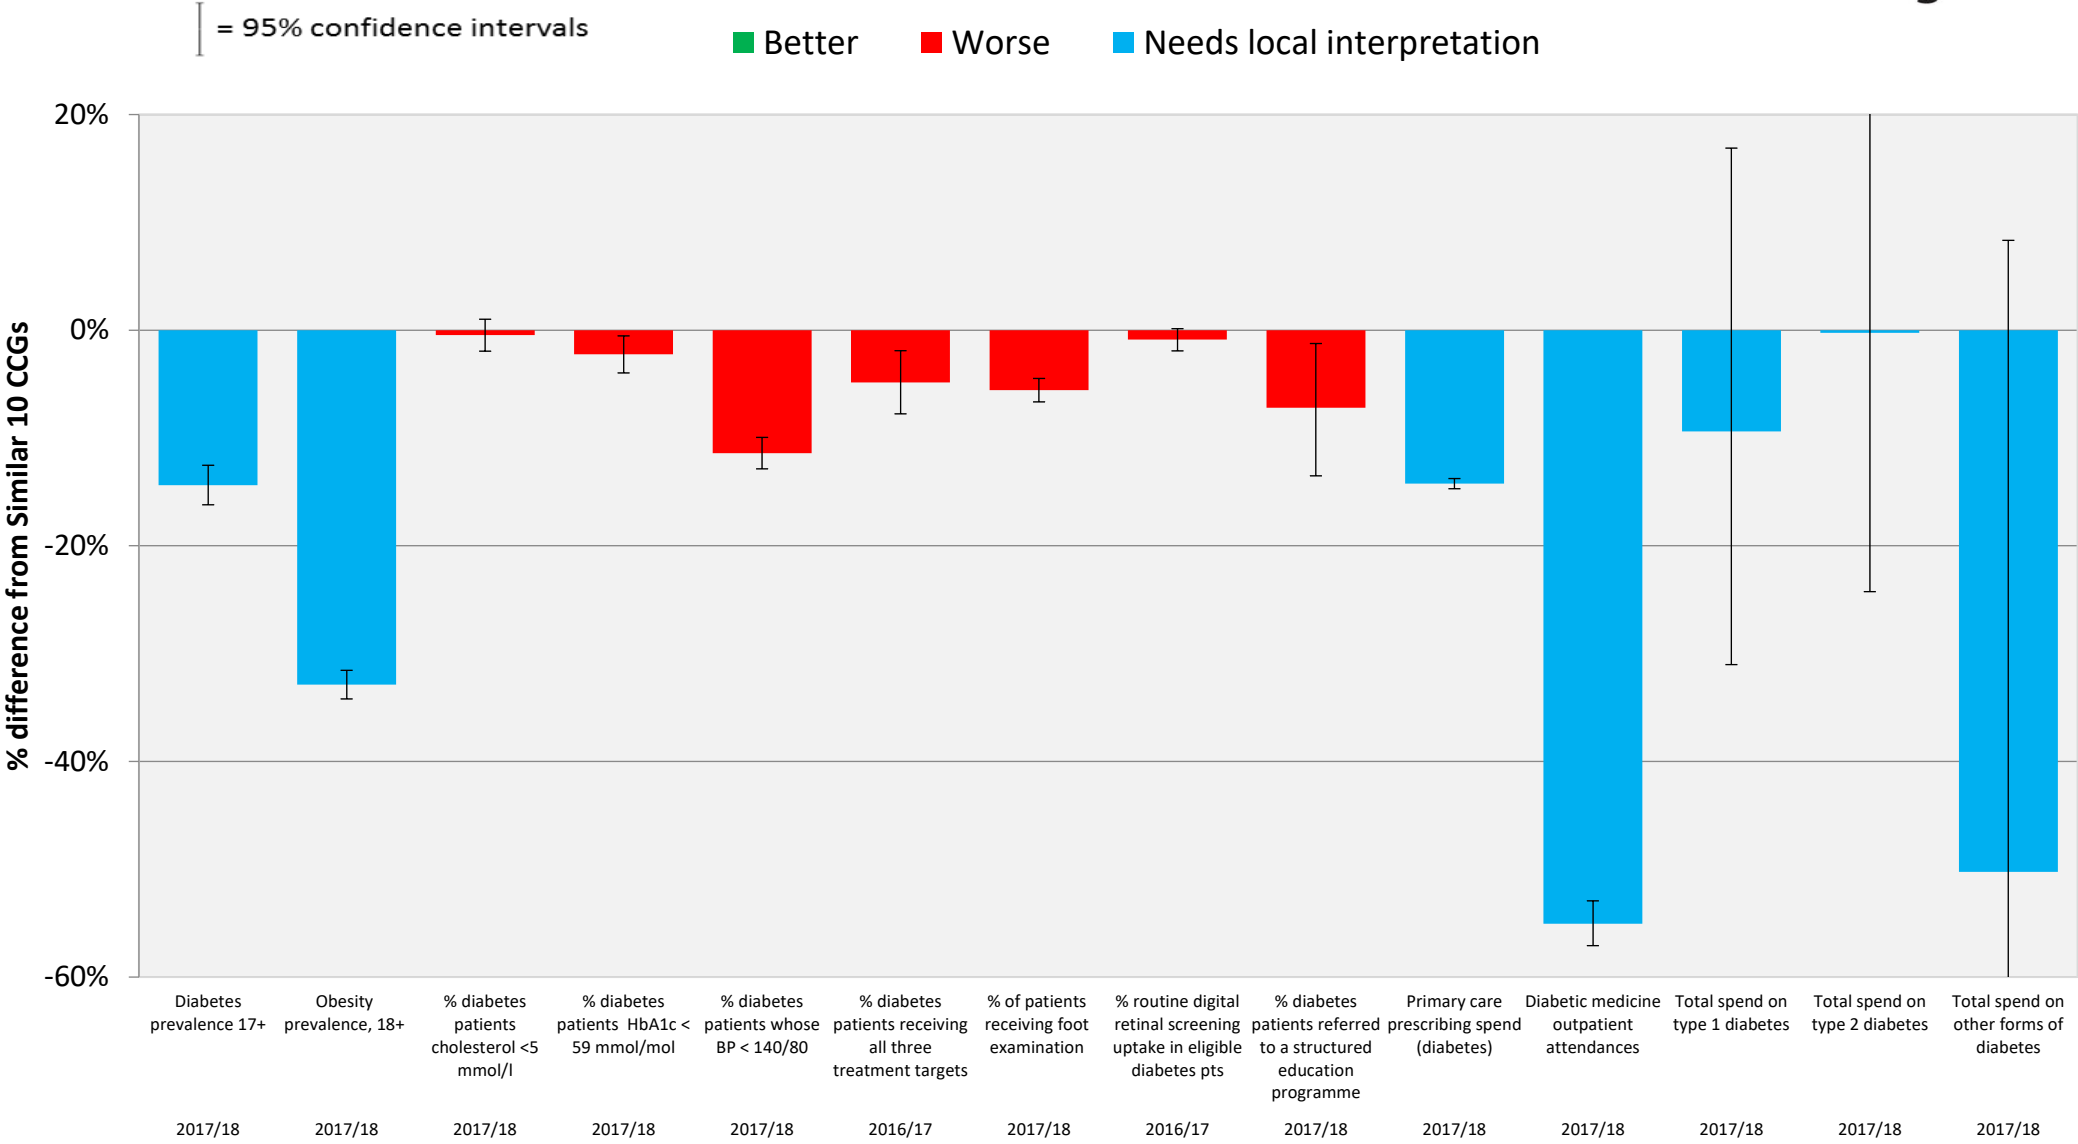 = 95% confidence intervals
Better
Worse
Needs local interpretation
% difference from Similar 10 CCGs
20%
0%
-20%
-40%
-60%
Diabetes
prevalence 17+
2017/18
Obesity
prevalence, 18+
2017/18
% diabetes
patients
cholesterol <5
mmol/l
2017/18
% diabetes
patients HbA1c <
59 mmol/mol
2017/18
% diabetes
patients whose
BP < 140/80
2017/18
% diabetes
patients receiving
all three
treatment targets
2016/17
% of patients
receiving foot
examination
2017/18
% routine digital
retinal screening
uptake in eligible
diabetes pts
2016/17
% diabetes
patients referred
to a structured
education
programme
2017/18
Primary care
prescribing spend
(diabetes)
2017/18
Diabetic medicine
outpatient
attendances
2017/18
Total spend on
type 1 diabetes
2017/18
Total spend on
type 2 diabetes
2017/18
Total spend on
other forms of
diabetes
2017/18